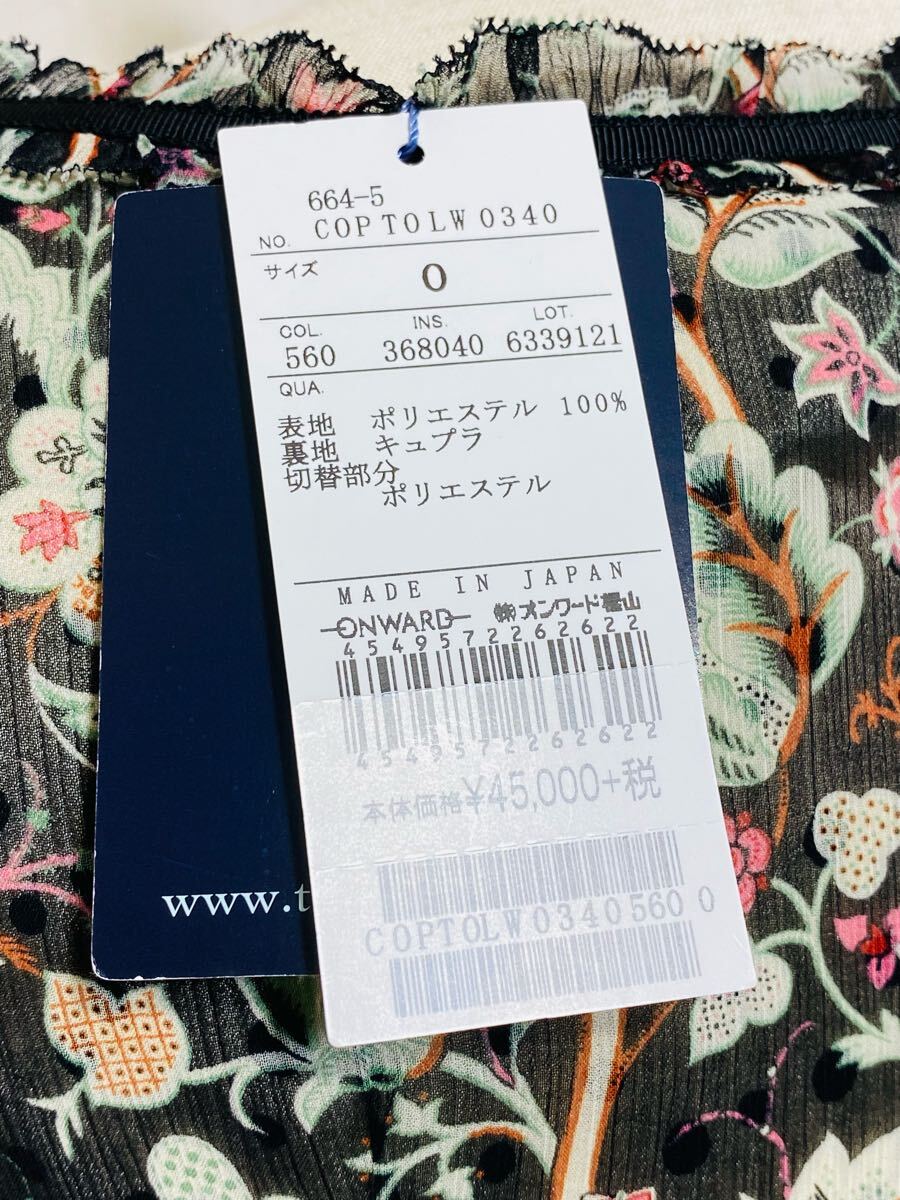 664-5
NO. COPTOLW0340
サイズ 0
COL. INS. LOT.
560 368040 6339121
QUA.
表地 ポリエステル 100%
裏地 キュプラ
切替部分
ポリエステル
MADE IN JAPAN
ONWARD ㈱オンワード樫山
4549572262622
4549572262622
本体価格¥45,000+税
COPTOLW0340560 0
www.t